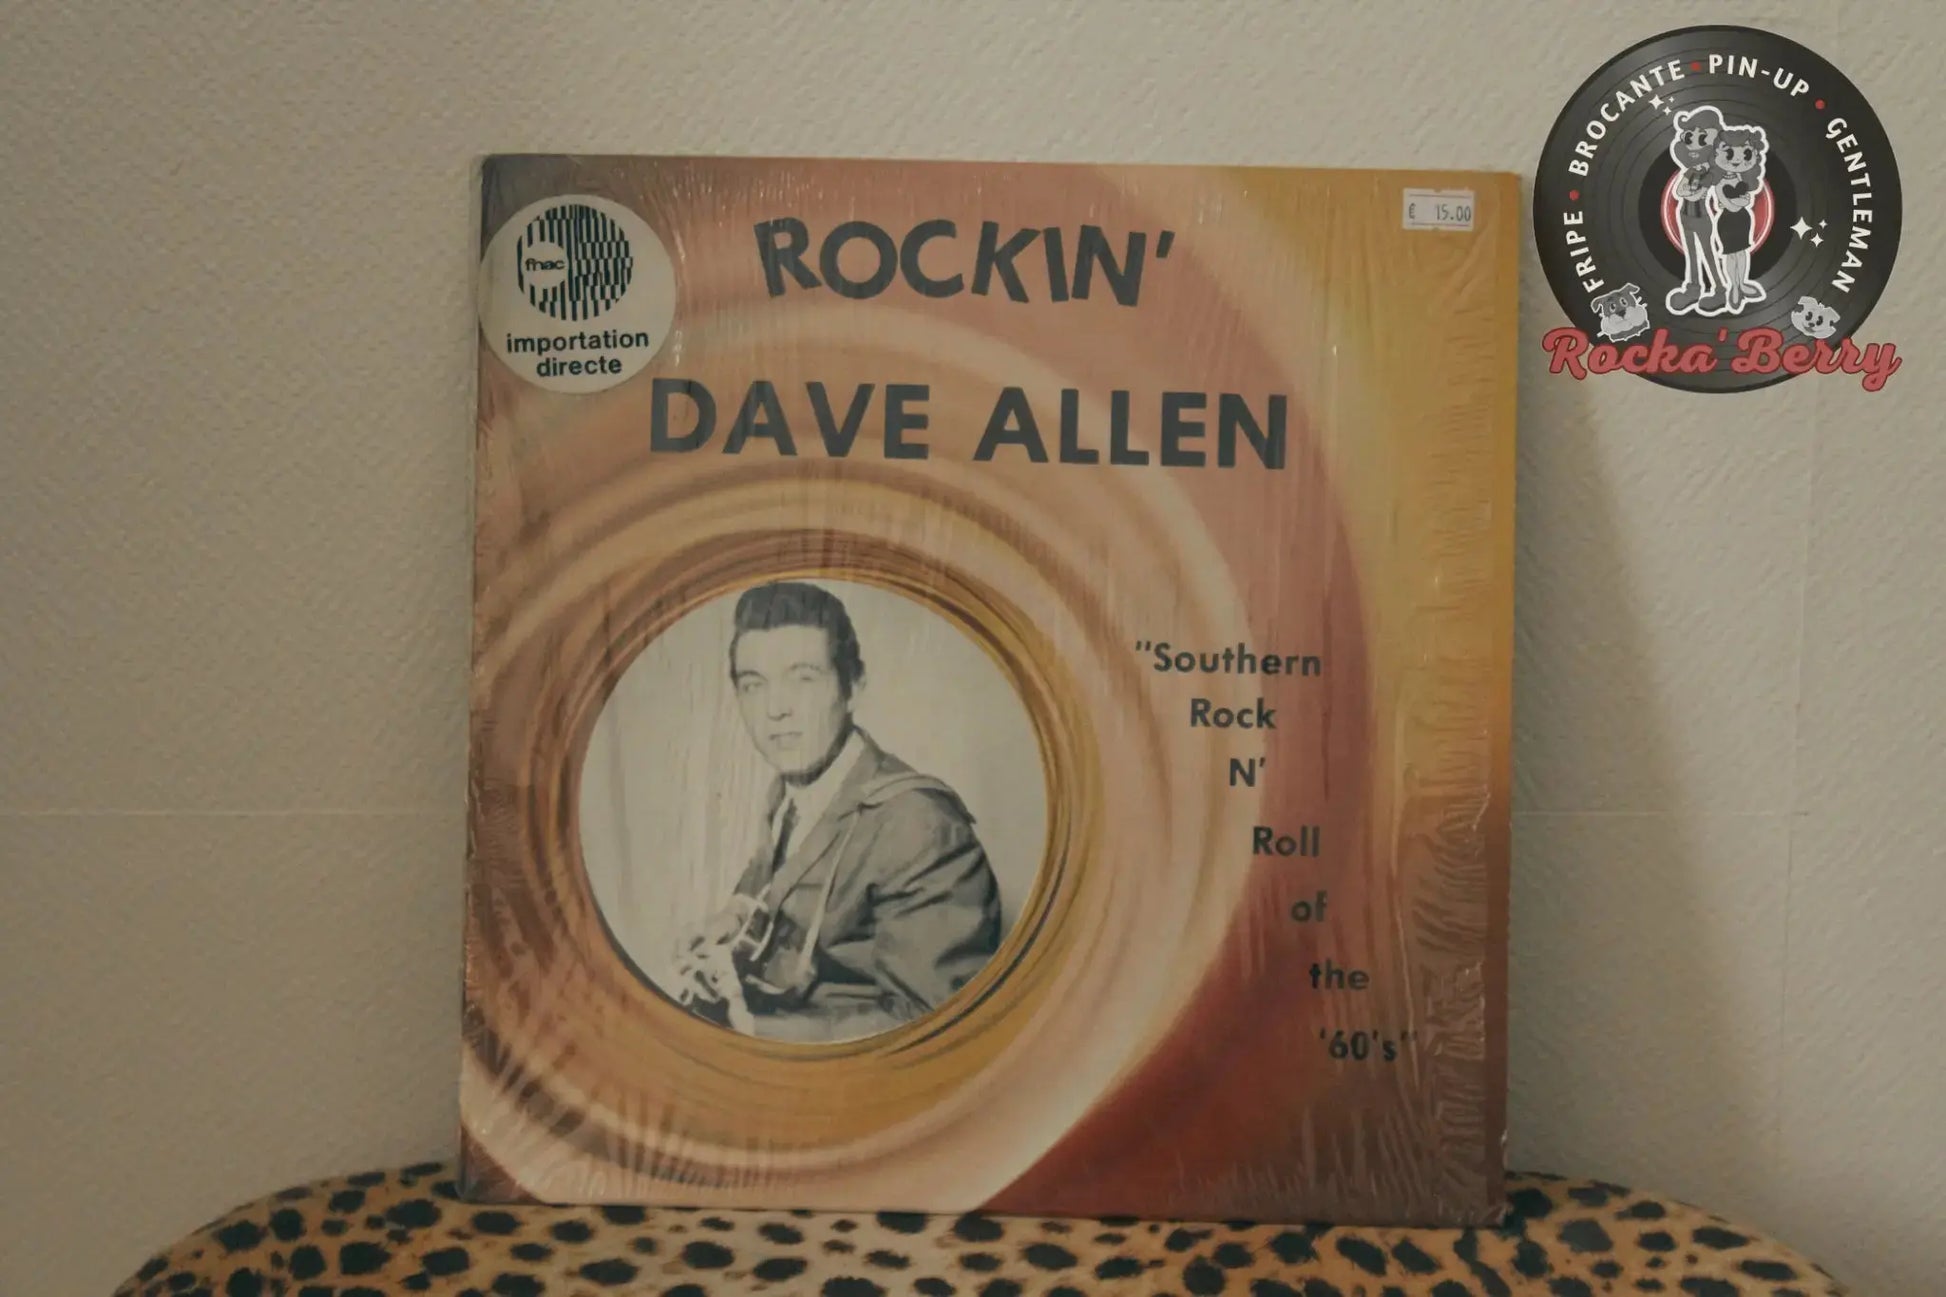 FRIPE • BROCANTE • PIN-UP • GENTLEMAN
Rocka'Berry
fnac
importation
directe
€ 15.00
ROCKIN'
DAVE ALLEN
"Southern
Rock
N'
Roll
of
the
'60's"